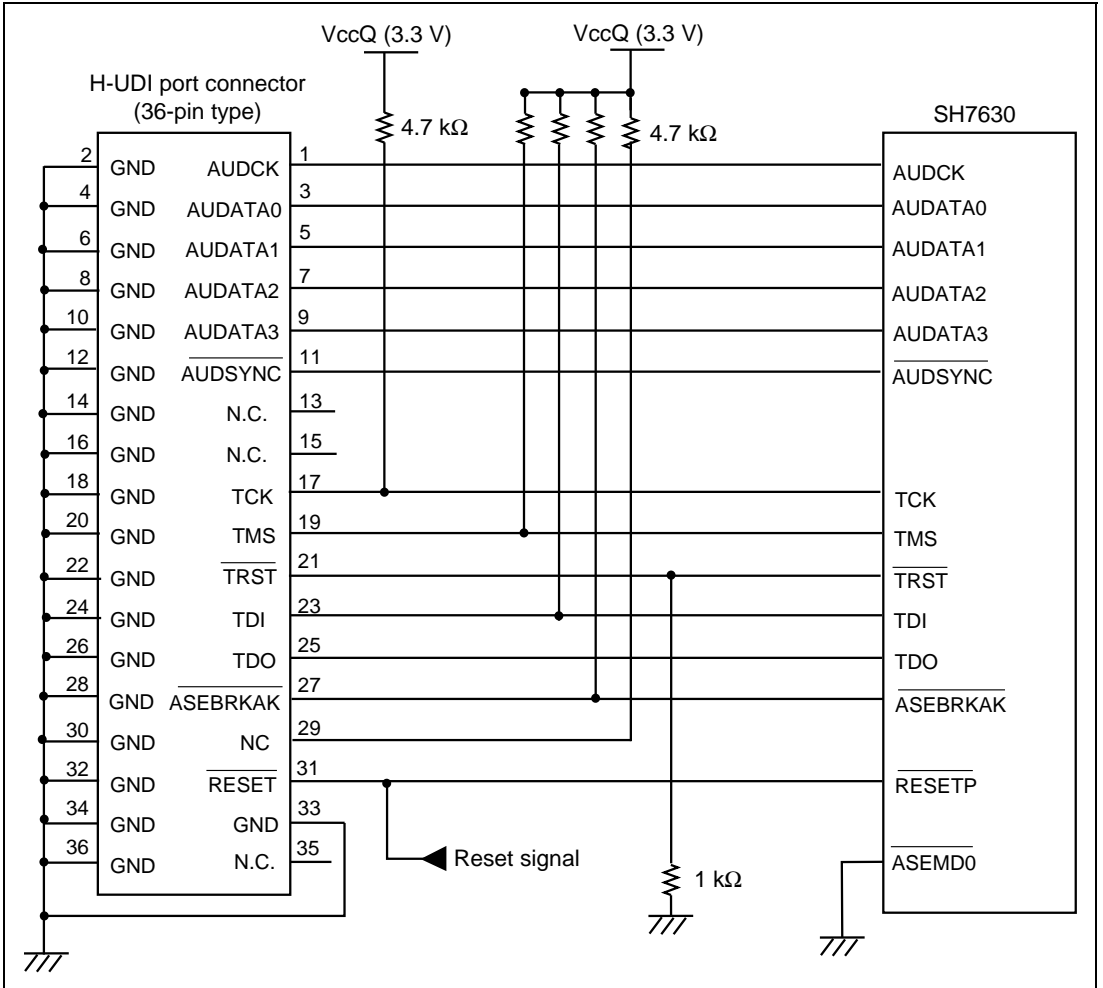 VccQ (3.3 V) VccQ (3.3 V)
H-UDI port connector
(36-pin type)
4.7 kΩ 4.7 kΩ
SH7630
2 GND AUDCK 1 AUDCK
4 GND AUDATA0 3 AUDATA0
6 GND AUDATA1 5 AUDATA1
8 GND AUDATA2 7 AUDATA2
10 GND AUDATA3 9 AUDATA3
12 GND AUDSYNC 11 AUDSYNC
14 GND N.C. 13
16 GND N.C. 15
18 GND TCK 17 TCK
20 GND TMS 19 TMS
22 GND TRST 21 TRST
24 GND TDI 23 TDI
26 GND TDO 25 TDO
28 GND ASEBRKAK 27 ASEBRKAK
30 GND NC 29
32 GND RESET 31 RESETP
34 GND GND 33
36 GND N.C. 35
Reset signal
ASEMD0
1 kΩ